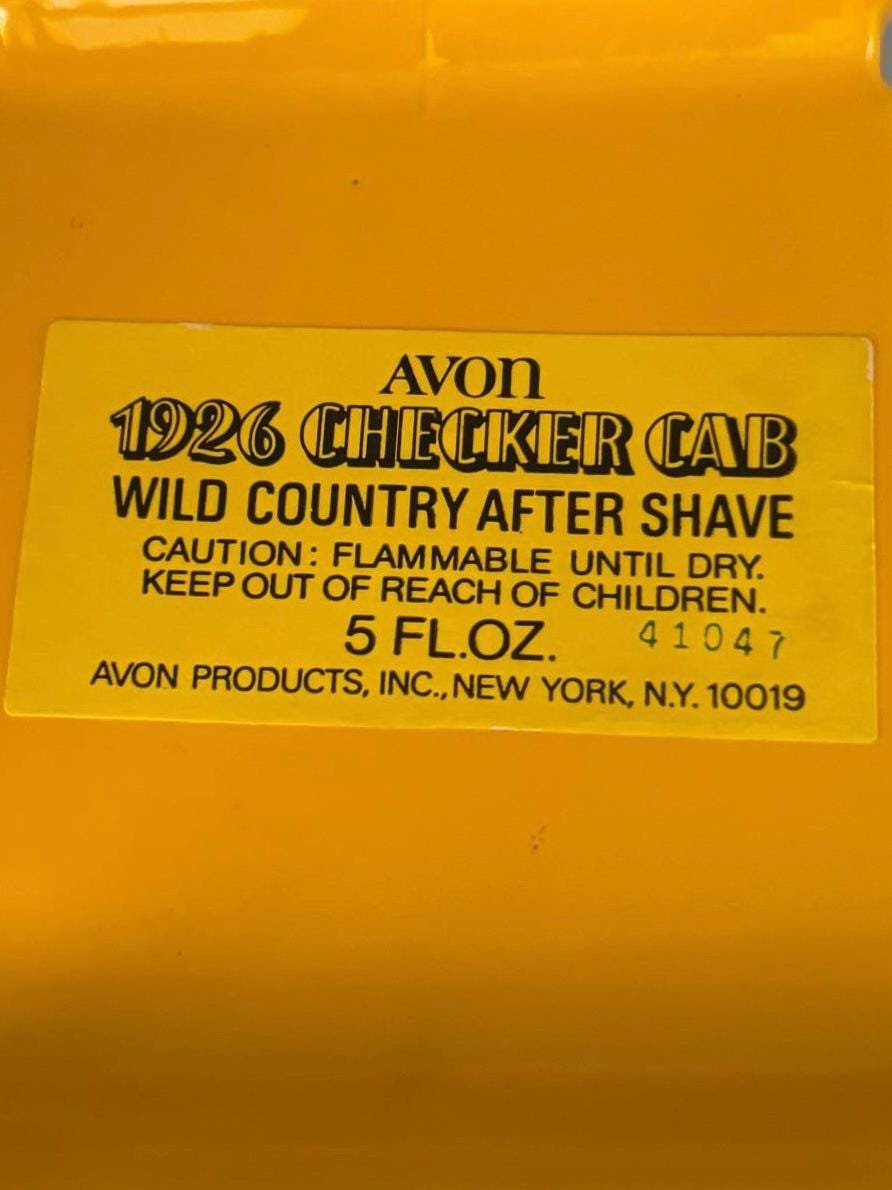 AVON
1926 CHECKER CAB
WILD COUNTRY AFTER SHAVE
CAUTION: FLAMMABLE UNTIL DRY.
KEEP OUT OF REACH OF CHILDREN.
5 FL.OZ. 41047
AVON PRODUCTS, INC., NEW YORK, N.Y. 10019